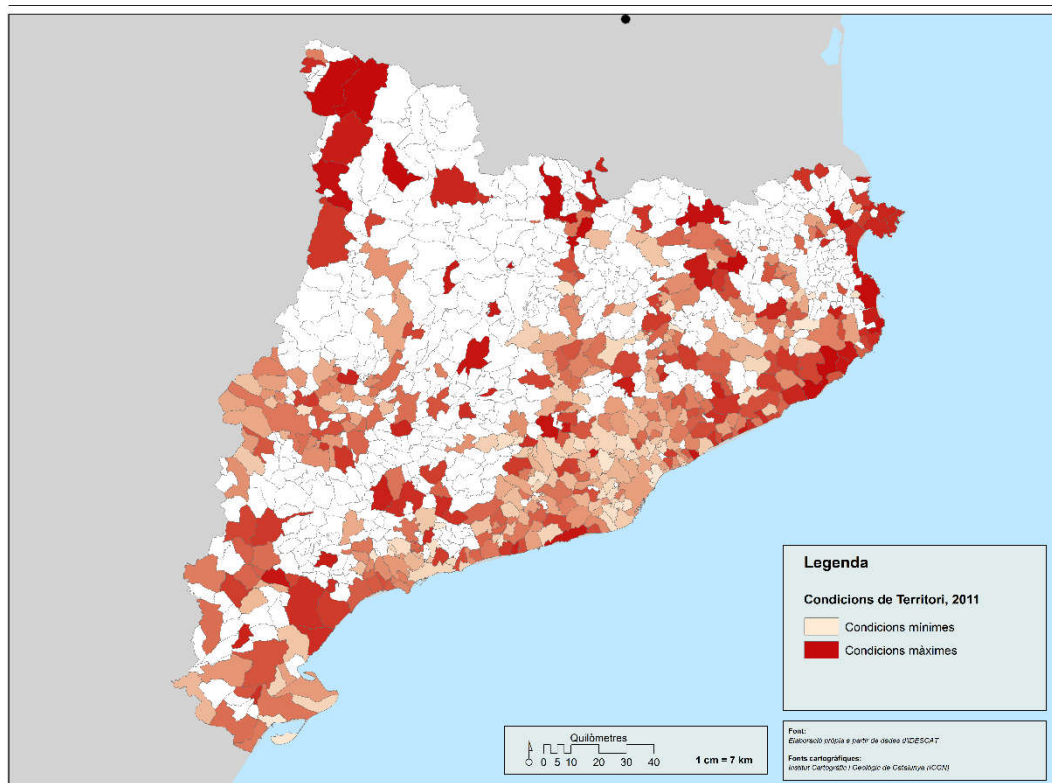 Legenda
Condicions de Territori, 2011
Condicions mínimes
Condicions màximes
Quilòmetres
0 5 10 20 30 40
1 cm = 7 km
Font:
Elaboració pròpia a partir de dades d'IDESCAT
Fonts cartogràfiques:
Institut Cartogràfic i Geològic de Catalunya (ICGN)